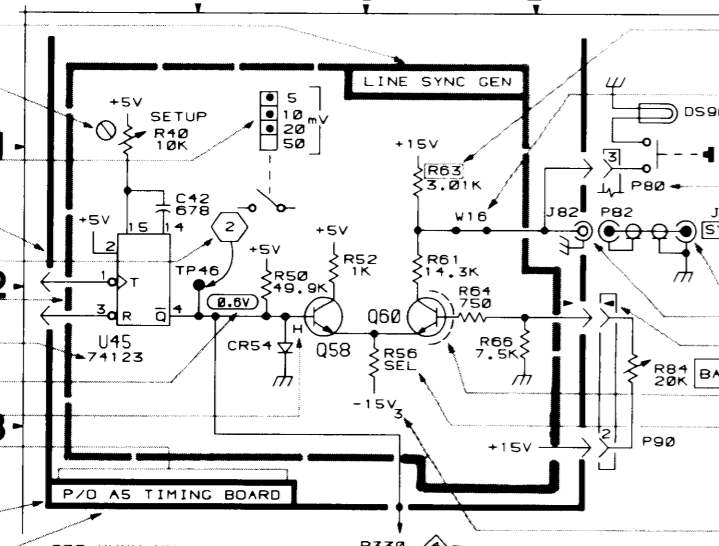 LINE SYNC GEN
+5V
SETUP
R40
10K
5
10
20
50
mV
C42
678
+5V
15
14
2
1
T
3
R
Q̅
4
U45
74123
2
TP46
+5V
R50
49.9K
0.6V
CR54
H
+5V
R52
1K
Q58
+15V
R63
3.01K
W16
R61
14.3K
Q60
R64
750
R66
7.5K
R56
SEL
-15V
3
+15V
J82
P82
3
P80
R84
20K
BA
2
P90
P/O A5 TIMING BOARD